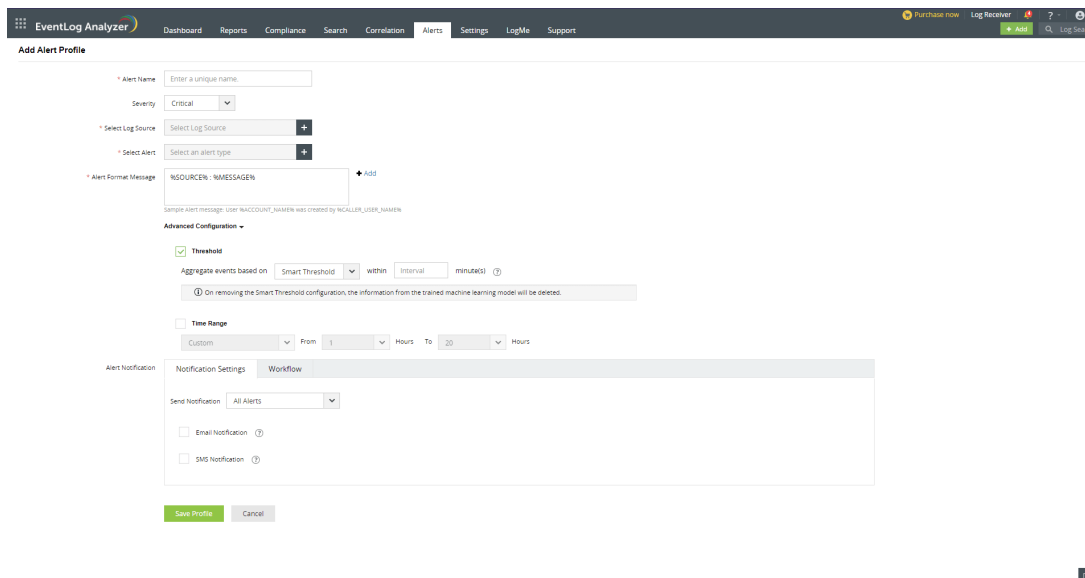 Purchase now Log Receiver ?
EventLog Analyzer
Dashboard Reports Compliance Search Correlation Alerts Settings LogMe Support
+ Add Log Sea
Add Alert Profile
* Alert Name Enter a unique name
Severity Critical
* Select Log Source Select Log Source +
* Select Alert Select an alert type +
* Alert Format Message %SOURCE% : %MESSAGE% + Add
Sample Alert message: User %ACCOUNT_NAME% was created by %CALLER_USER_NAME%
Advanced Configuration
Threshold
Aggregate events based on Smart Threshold within Interval minute(s) ?
On removing the Smart Threshold configuration, the information from the trained machine learning model will be deleted.
Time Range
Custom From 1 Hours To 20 Hours
Alert Notification Notification Settings Workflow
Send Notification All Alerts
Email Notification ?
SMS Notification ?
Save Profile Cancel